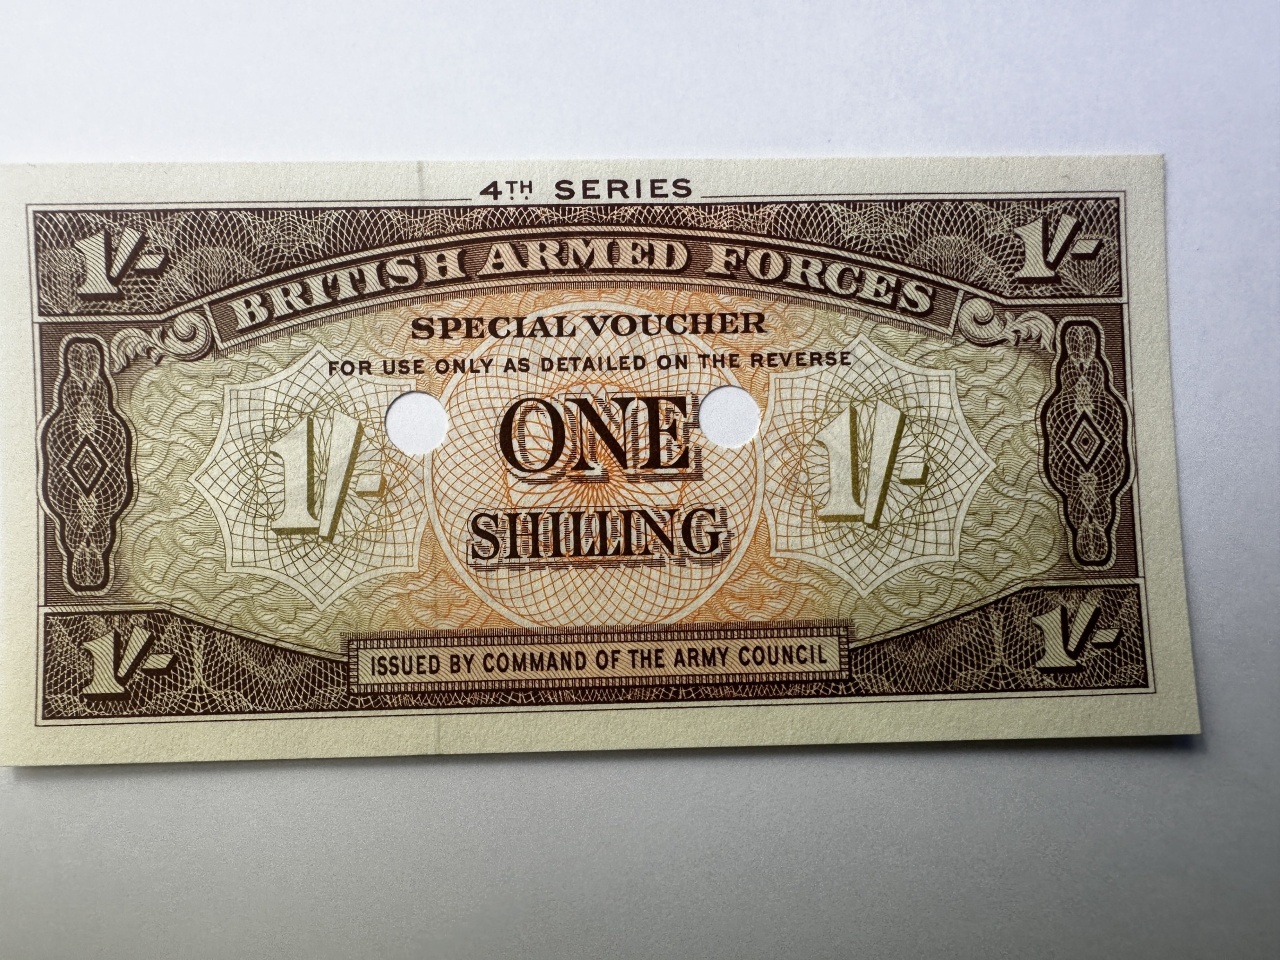 4TH SERIES
1/- 1/-
BRITISH ARMED FORCES
SPECIAL VOUCHER
FOR USE ONLY AS DETAILED ON THE REVERSE
ONE
1/- 1/-
SHILLING
1/- 1/-
ISSUED BY COMMAND OF THE ARMY COUNCIL